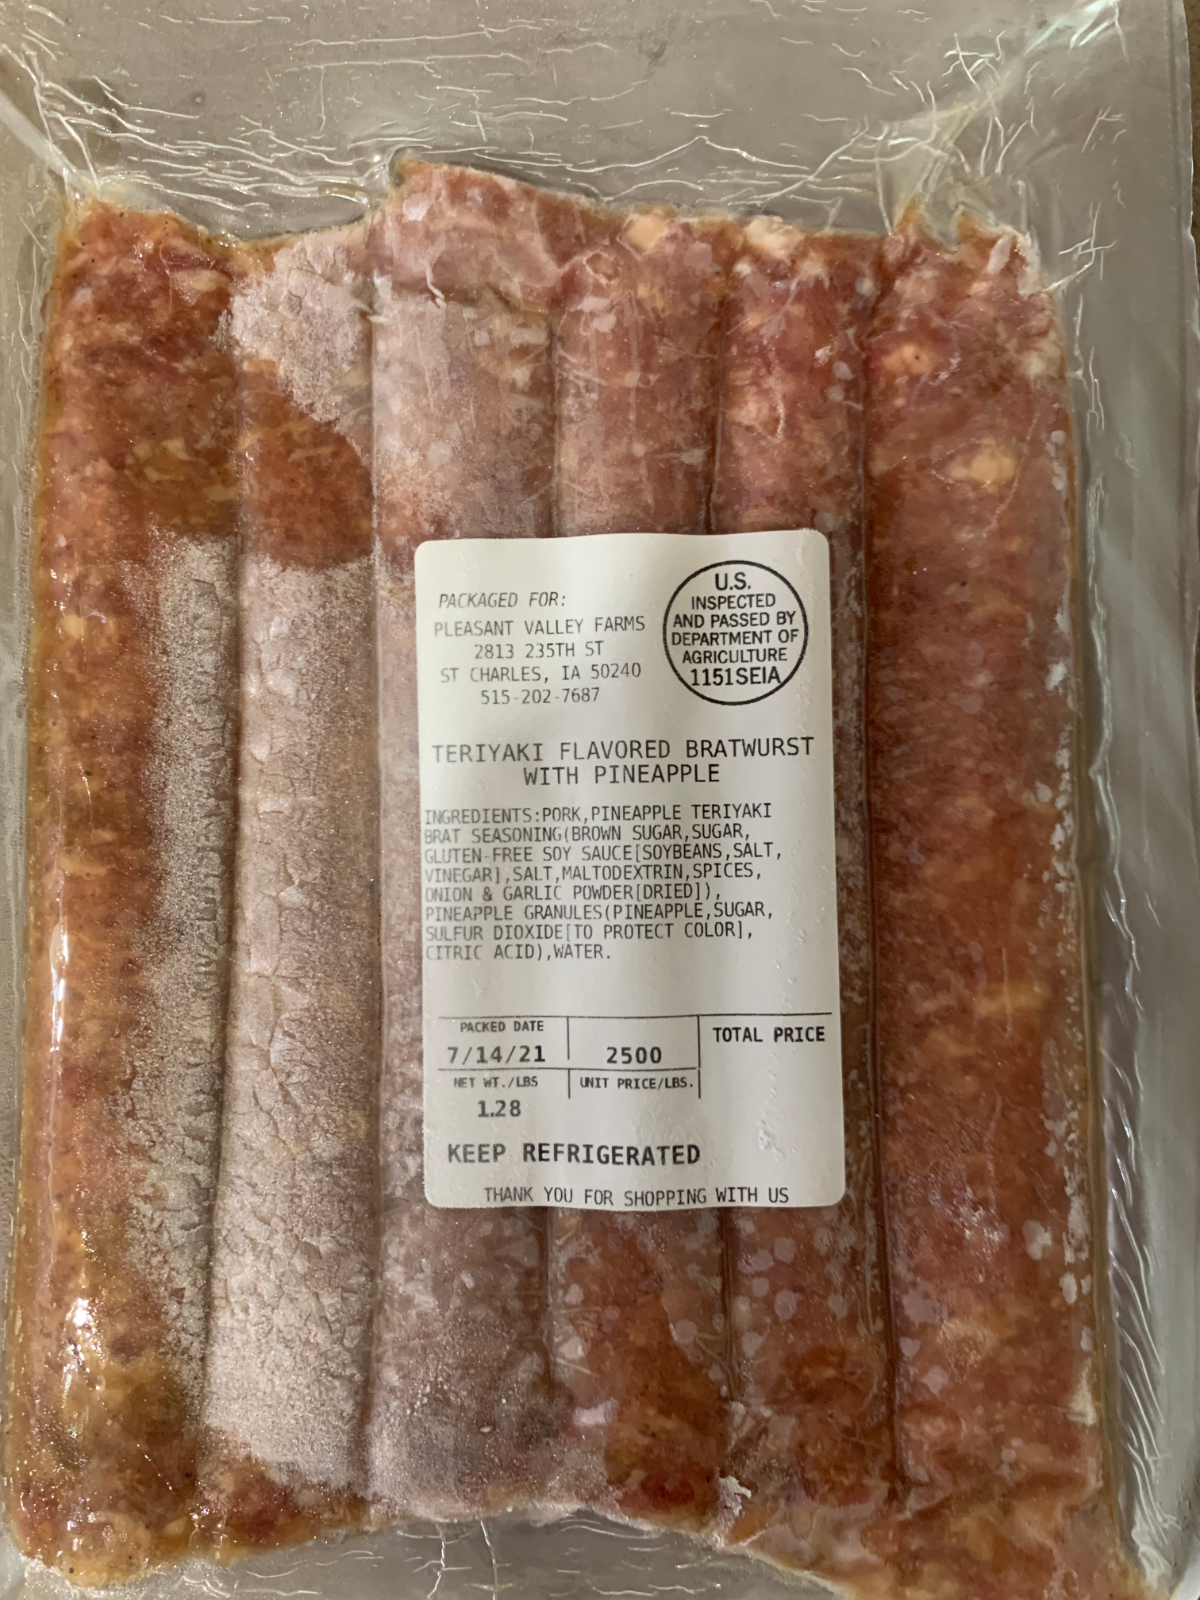 PACKAGED FOR:
PLEASANT VALLEY FARMS
2813 235TH ST
ST CHARLES, IA 50240
515-202-7687
U.S.
INSPECTED
AND PASSED BY
DEPARTMENT OF
AGRICULTURE
1151SEIA
TERIYAKI FLAVORED BRATWURST
WITH PINEAPPLE
INGREDIENTS:PORK,PINEAPPLE TERIYAKI
BRAT SEASONING(BROWN SUGAR,SUGAR,
GLUTEN-FREE SOY SAUCE[SOYBEANS,SALT,
VINEGAR],SALT,MALTODEXTRIN,SPICES,
ONION & GARLIC POWDER[DRIED]),
PINEAPPLE GRANULES(PINEAPPLE,SUGAR,
SULFUR DIOXIDE[TO PROTECT COLOR],
CITRIC ACID),WATER.
PACKED DATE
TOTAL PRICE
7/14/21 2500
NET WT./LBS UNIT PRICE/LBS.
1.28
KEEP REFRIGERATED
THANK YOU FOR SHOPPING WITH US